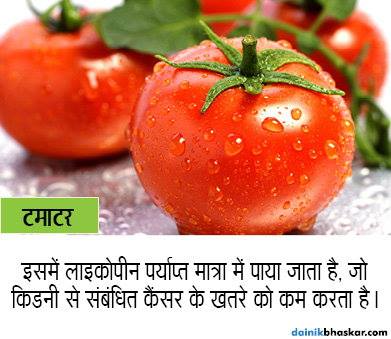 टमाटर
इसमें लाइकोपीन पर्याप्त मात्रा में पाया जाता है, जो
किडनी से संबंधित कैंसर के खतरे को कम करता है।
dainikbhaskar.com